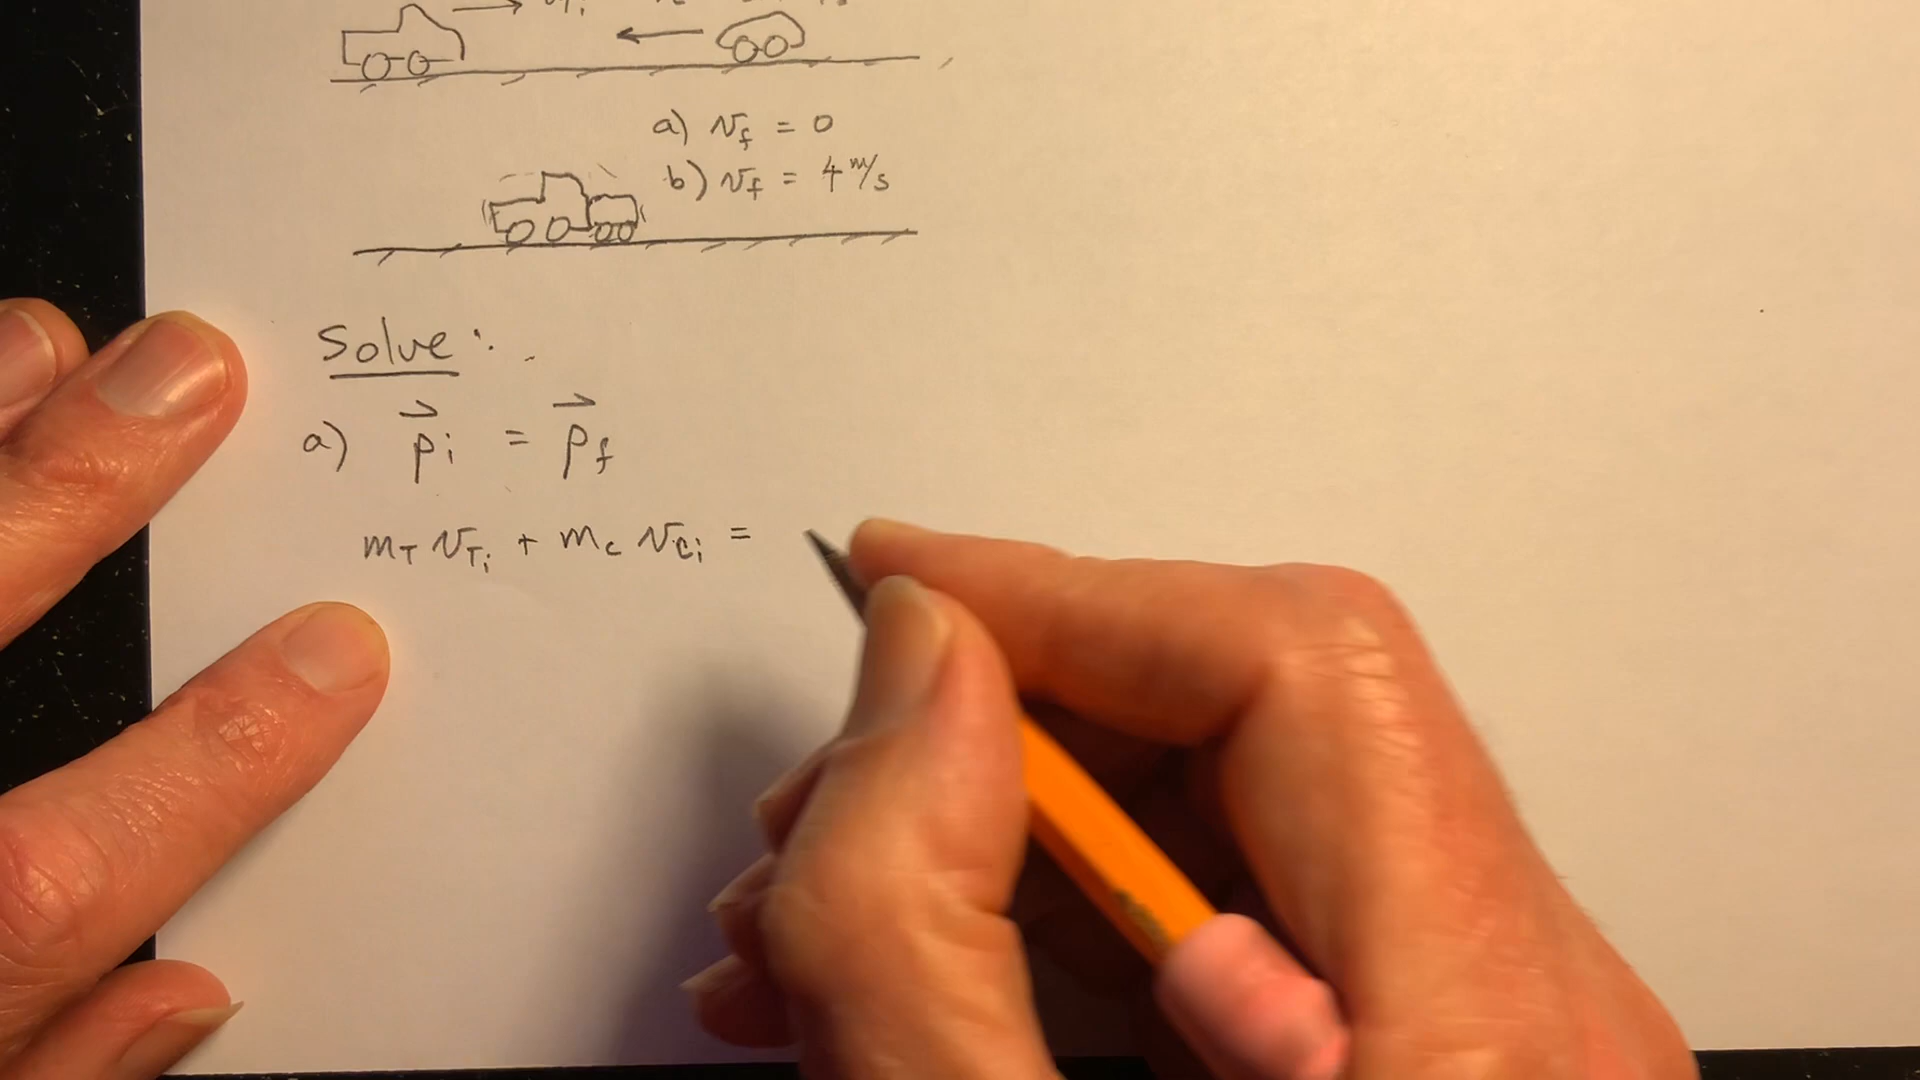 a) v_f = 0
b) v_f = 4 m/s
Solve :
a) p⃗_i = p⃗_f
m_T v_Ti + m_c v_ci =